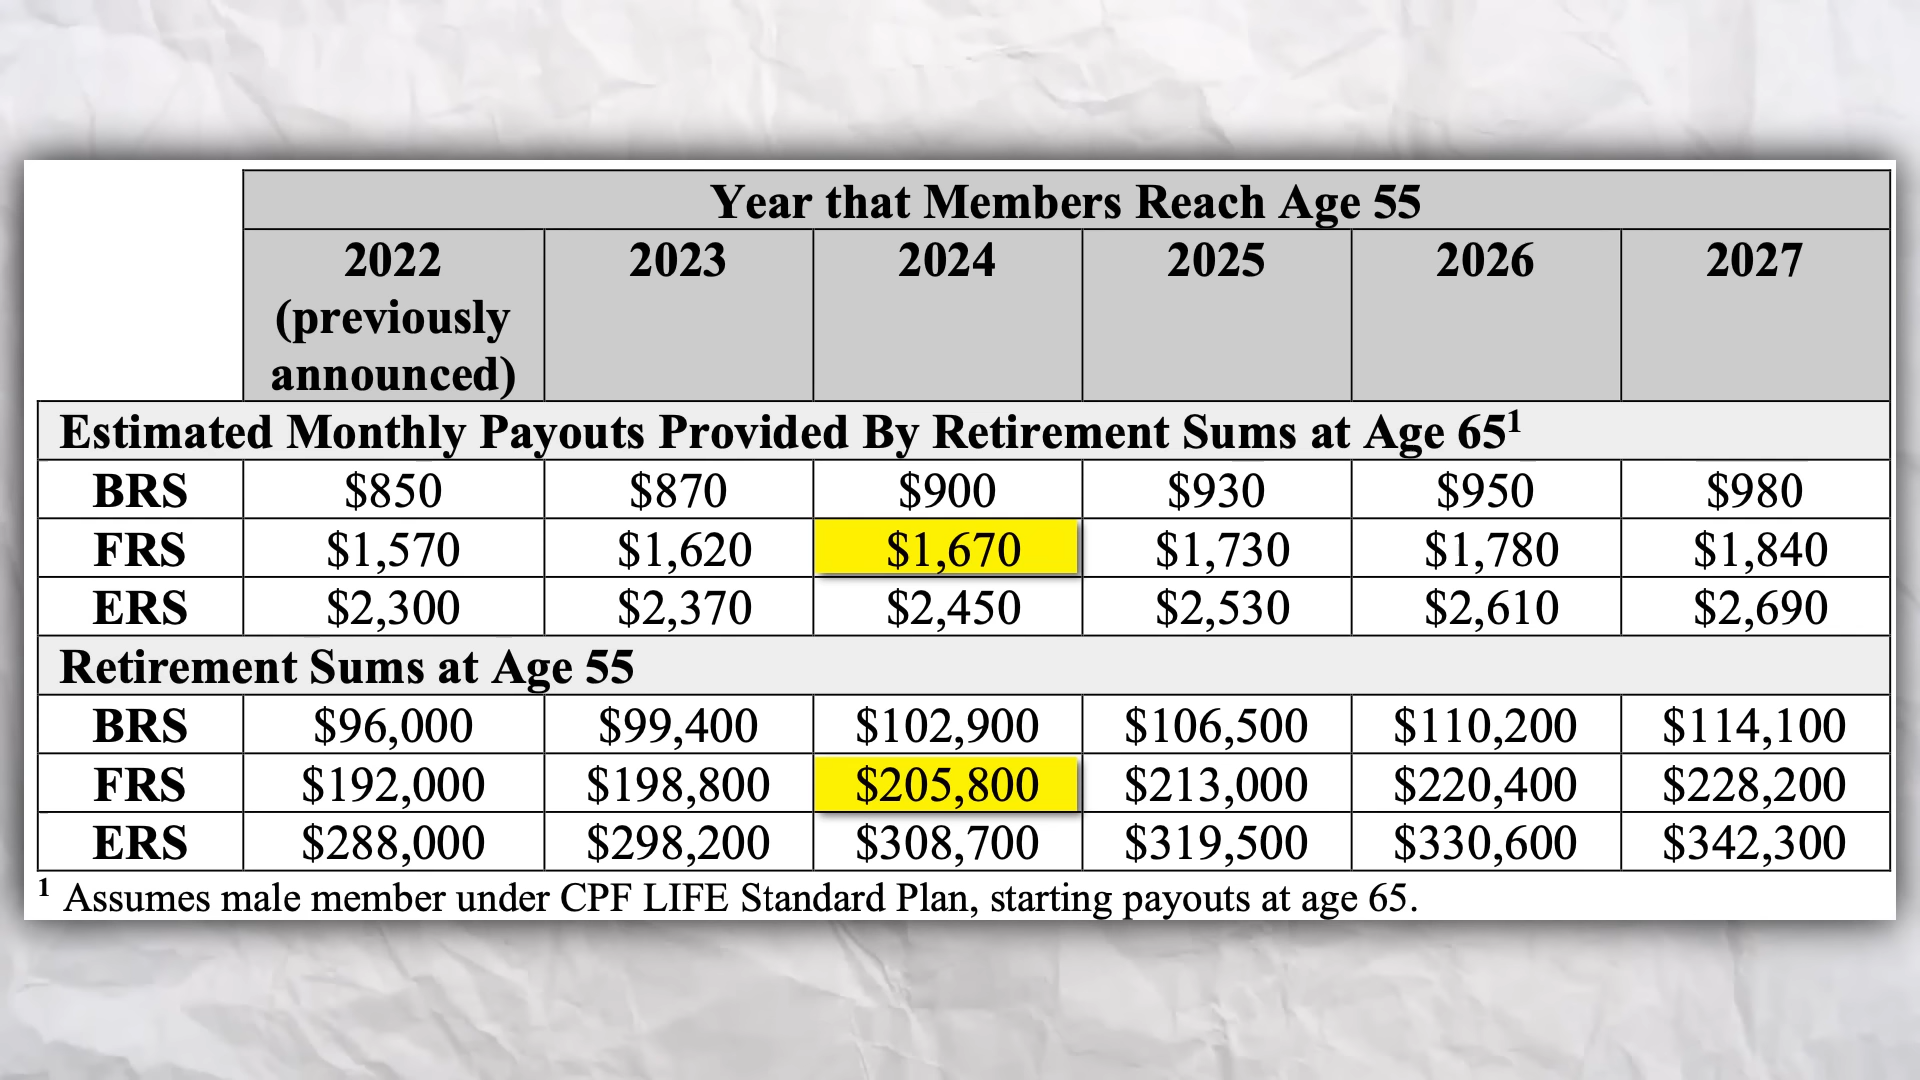 Year that Members Reach Age 55
2022 (previously announced) 2023 2024 2025 2026 2027
Estimated Monthly Payouts Provided By Retirement Sums at Age 65¹
BRS $850 $870 $900 $930 $950 $980
FRS $1,570 $1,620 $1,670 $1,730 $1,780 $1,840
ERS $2,300 $2,370 $2,450 $2,530 $2,610 $2,690
Retirement Sums at Age 55
BRS $96,000 $99,400 $102,900 $106,500 $110,200 $114,100
FRS $192,000 $198,800 $205,800 $213,000 $220,400 $228,200
ERS $288,000 $298,200 $308,700 $319,500 $330,600 $342,300
¹ Assumes male member under CPF LIFE Standard Plan, starting payouts at age 65.